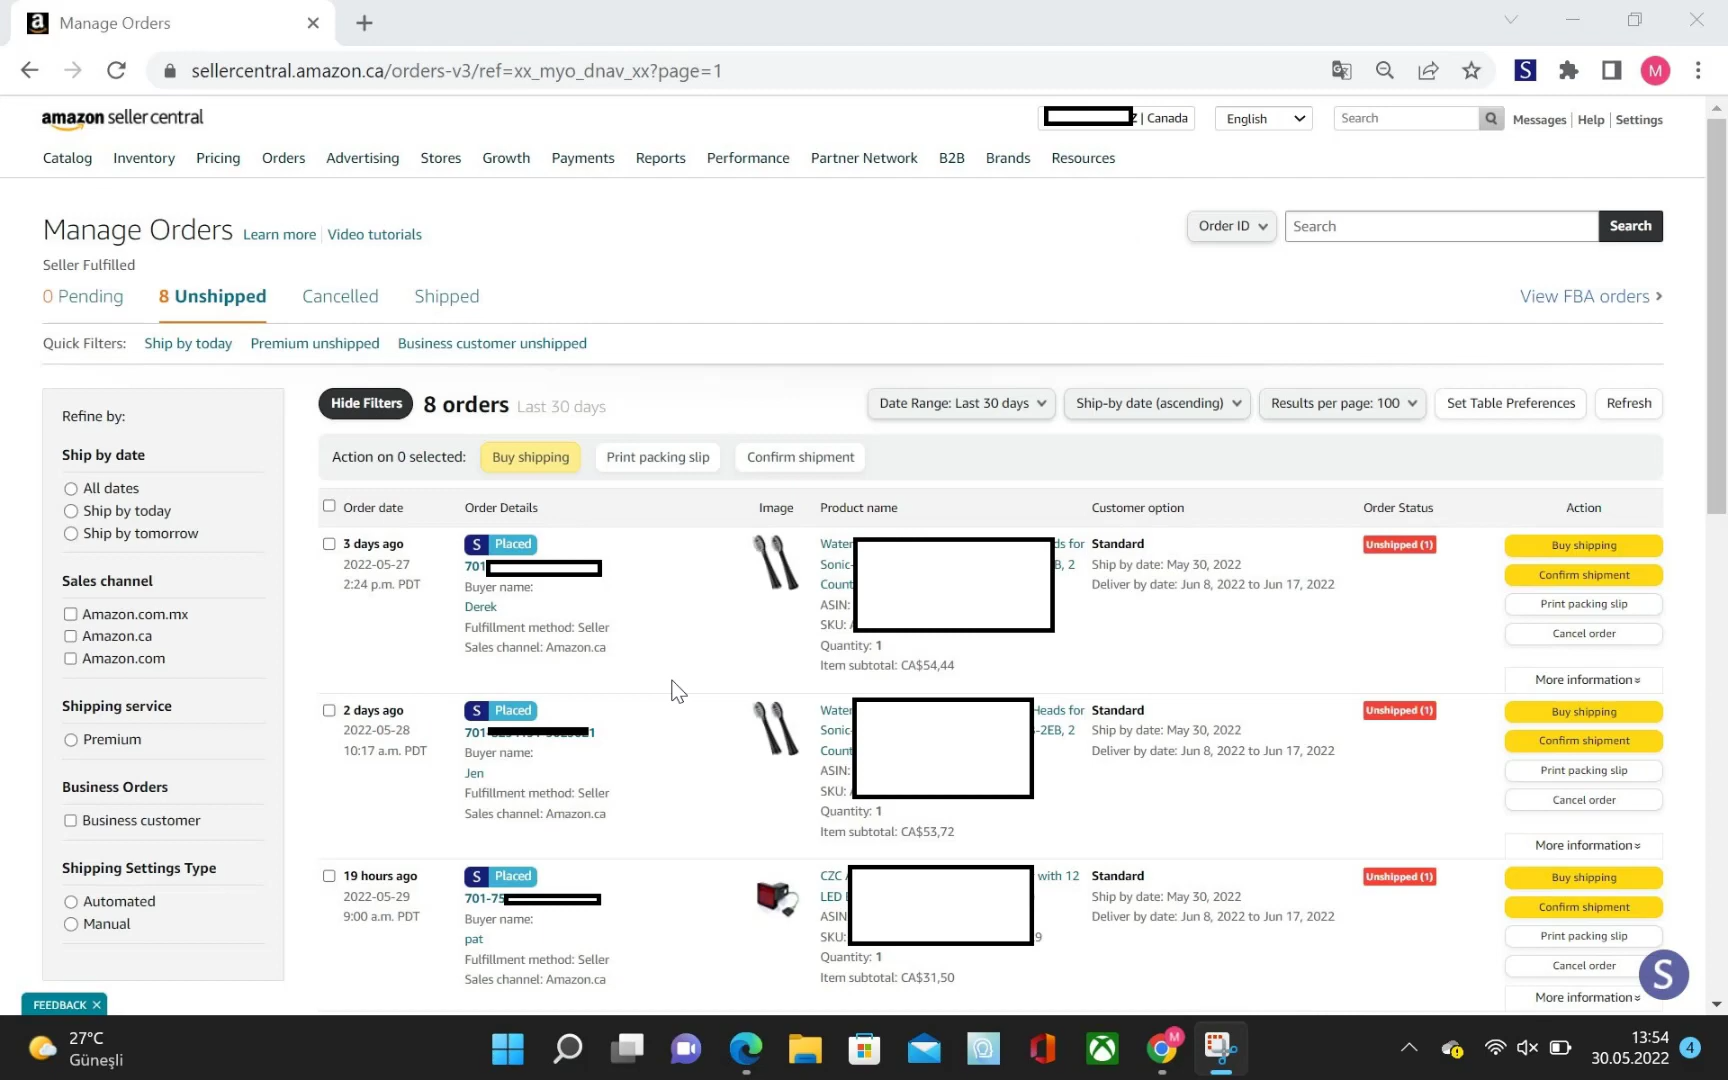 Manage Orders
sellercentral.amazon.ca/orders-v3/ref=xx_myo_dnav_xx?page=1
M
amazon seller central
| Canada
English
Search
Messages | Help | Settings
Catalog Inventory Pricing Orders Advertising Stores Growth Payments Reports Performance Partner Network B2B Brands Resources
Manage Orders Learn more | Video tutorials
Order ID
Search
Search
Seller Fulfilled
0 Pending 8 Unshipped Cancelled Shipped
View FBA orders
Quick Filters: Ship by today Premium unshipped Business customer unshipped
Refine by:
Ship by date
All dates
Ship by today
Ship by tomorrow
Sales channel
Amazon.com.mx
Amazon.ca
Amazon.com
Shipping service
Premium
Business Orders
Business customer
Shipping Settings Type
Automated
Manual
FEEDBACK
Hide Filters 8 orders Last 30 days
Date Range: Last 30 days
Ship-by date (ascending)
Results per page: 100
Set Table Preferences
Refresh
Action on 0 selected: Buy shipping Print packing slip Confirm shipment
Order date Order Details Image Product name Customer option Order Status Action
3 days ago
2022-05-27
2:24 p.m. PDT
S Placed
701
Buyer name:
Derek
Fulfillment method: Seller
Sales channel: Amazon.ca
Water ds for
Sonic- B, 2
Count
ASIN:
SKU:
Quantity: 1
Item subtotal: CA$54,44
Standard
Ship by date: May 30, 2022
Deliver by date: Jun 8, 2022 to Jun 17, 2022
Unshipped (1)
Buy shipping
Confirm shipment
Print packing slip
Cancel order
More information
2 days ago
2022-05-28
10:17 a.m. PDT
S Placed
701- 1
Buyer name:
Jen
Fulfillment method: Seller
Sales channel: Amazon.ca
Water Heads for
Sonic- -2EB, 2
Count
ASIN:
SKU:
Quantity: 1
Item subtotal: CA$53,72
Standard
Ship by date: May 30, 2022
Deliver by date: Jun 8, 2022 to Jun 17, 2022
Unshipped (1)
Buy shipping
Confirm shipment
Print packing slip
Cancel order
More information
19 hours ago
2022-05-29
9:00 a.m. PDT
S Placed
701-75
Buyer name:
pat
Fulfillment method: Seller
Sales channel: Amazon.ca
CZC with 12
LED
ASIN
SKU: 9
Quantity: 1
Item subtotal: CA$31,50
Standard
Ship by date: May 30, 2022
Deliver by date: Jun 8, 2022 to Jun 17, 2022
Unshipped (1)
Buy shipping
Confirm shipment
Print packing slip
Cancel order
More information
S
27°C
Güneşli
13:54
30.05.2022
4